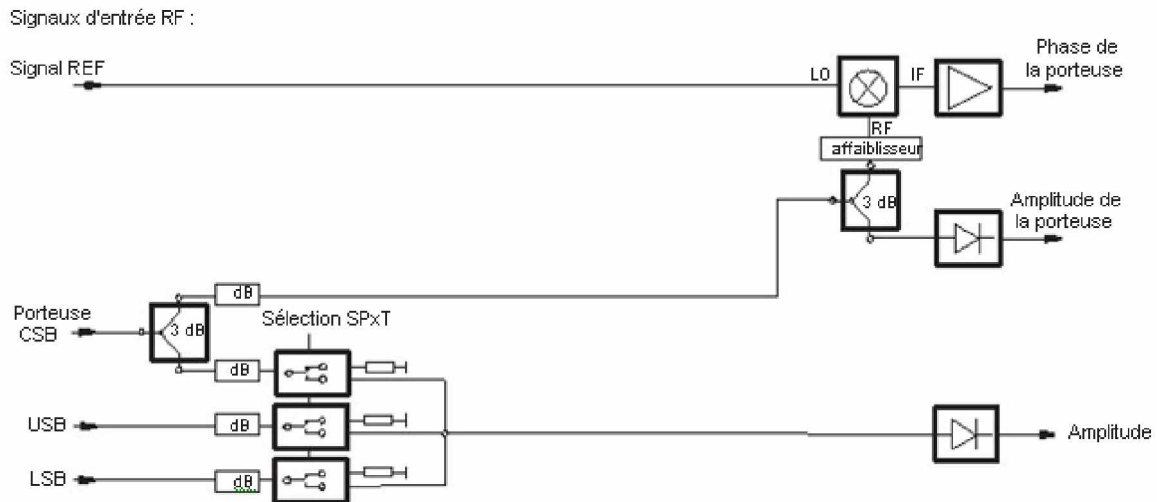 Signaux d'entrée RF :
Signal REF
LO
IF
Phase de
la porteuse
RF
affaiblisseur
3 dB
Amplitude de
la porteuse
dB
Porteuse
CSB
3 dB
Sélection SPxT
dB
USB
dB
Amplitude
LSB
dB